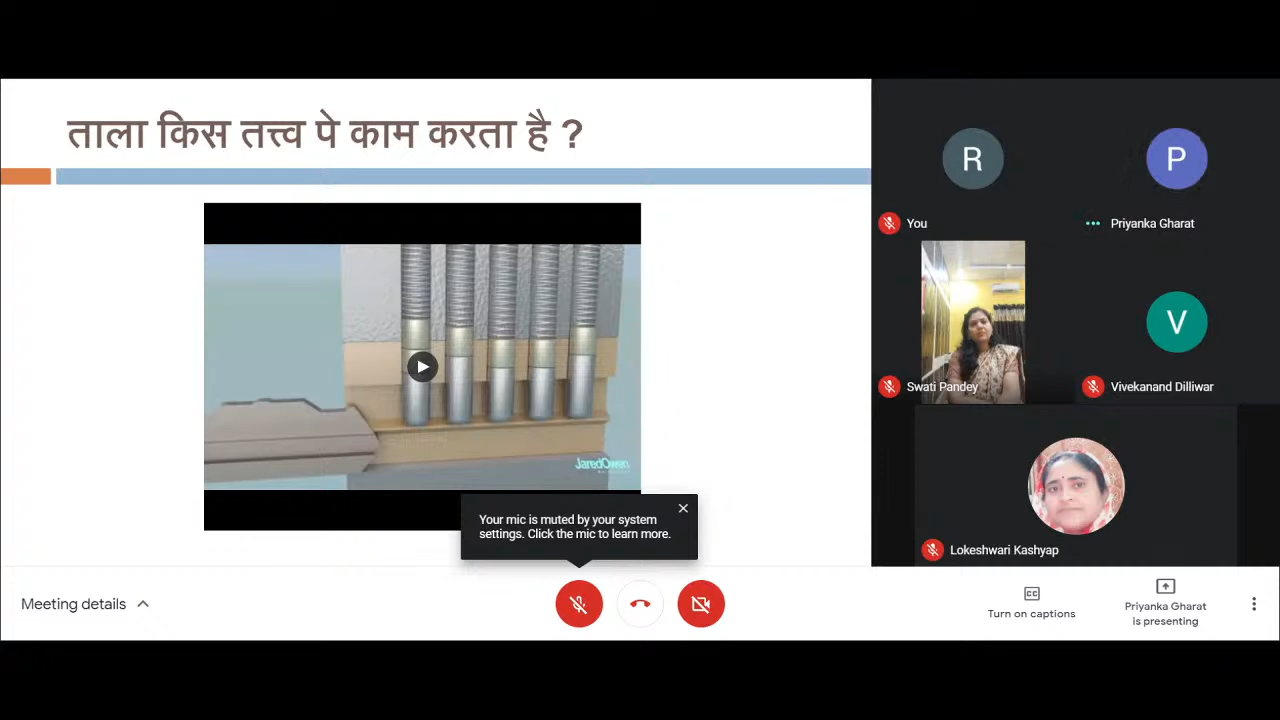 ताला किस तत्त्व पे काम करता है ?
JaredOwen
R
P
You
Priyanka Gharat
V
Swati Pandey
Vivekanand Dilliwar
Lokeshwari Kashyap
Your mic is muted by your system
settings. Click the mic to learn more.
Meeting details
CC
Turn on captions
Priyanka Gharat
is presenting